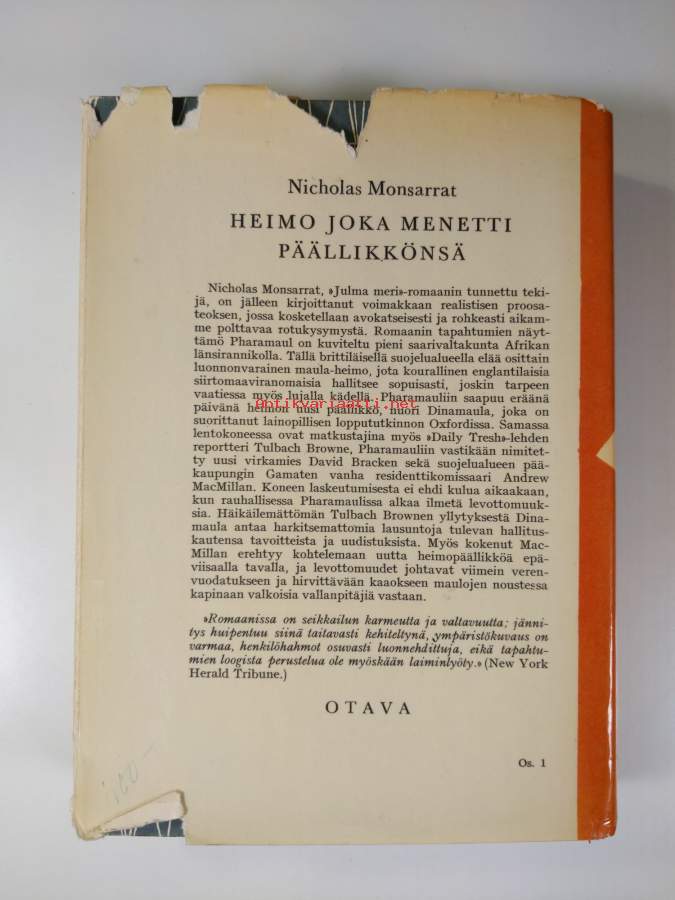 Nicholas Monsarrat
HEIMO JOKA MENETTI
PÄÄLLIKKÖNSÄ
Nicholas Monsarrat, »Julma meri»-romaanin tunnettu teki-
jä, on jälleen kirjoittanut voimakkaan realistisen proosa-
teoksen, jossa kosketellaan avokatseisesti ja rohkeasti aikam-
me polttavaa rotukysymystä. Romaanin tapahtumien näyt-
tämö Pharamaul on kuviteltu pieni saarivaltakunta Afrikan
länsirannikolla. Tällä brittiläisellä suojelualueella elää osittain
luonnonvarainen maula-heimo, jota kourallinen englantilaisia
siirtomaaviranomaisia hallitsee sopuisasti, joskin tarpeen
vaatiessa myös lujalla kädellä. Pharamauliin saapuu eräänä
päivänä heimon uusi päällikkö, nuori Dinamaula, joka on
suorittanut lainopillisen lopputukinnon Oxfordissa. Samassa
lentokoneessa ovat matkustajina myös »Daily Tresh»-lehden
reportteri Tulbach Browne, Pharamauliin vastikään nimitet-
ty uusi virkamies David Bracken sekä suojelualueen pää-
kaupungin Gamaten vanha residenttikomissaari Andrew
MacMillan. Koneen laskeutumisesta ei ehdi kulua aikaakaan,
kun rauhallisessa Pharamaulissa alkaa ilmetä levottomuuk-
sia. Häikäilemättömän Tulbach Brownen yllytyksestä Dina-
maula antaa harkitsemattomia lausuntoja tulevan hallitus-
kautensa tavoitteista ja uudistuksista. Myös kokenut Mac-
Millan erehtyy kohtelemaan uutta heimopäällikköä epä-
viisaalla tavalla, ja levottomuudet johtavat viimein veren-
vuodatukseen ja hirvittävään kaaokseen maulojen noustessa
kapinaan valkoisia vallanpitäjiä vastaan.
»Romaanissa on seikkailun karmeutta ja valtavuutta; jänni-
tys huipentuu siinä taitavasti kehiteltynä, ympäristökuvaus on
varmaa, henkilöhahmot osuvasti luonnehdittuja, eikä tapahtu-
mien loogista perustelua ole myöskään laiminlyöty.» (New York
Herald Tribune.)
OTAVA
Os. 1
antikvariaatti.net